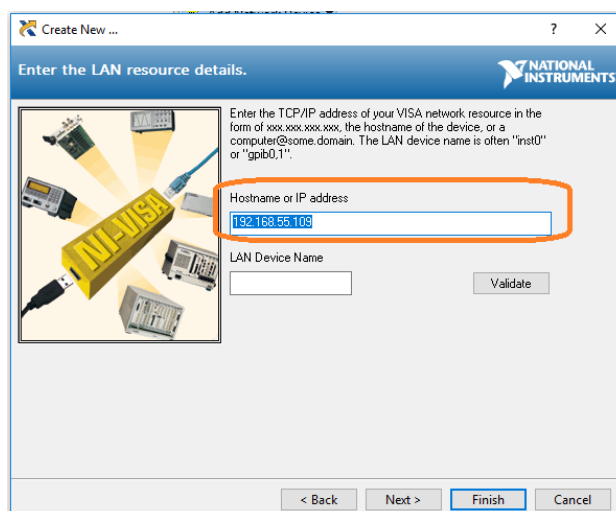 Create New ...
Enter the LAN resource details.
NATIONAL
INSTRUMENTS
Enter the TCP/IP address of your VISA network resource in the
form of xxx.xxx.xxx.xxx, the hostname of the device, or a
computer@some.domain. The LAN device name is often "inst0"
or "gpib0,1".
NI-VISA
Hostname or IP address
192.168.55.109
LAN Device Name
Validate
< Back
Next >
Finish
Cancel